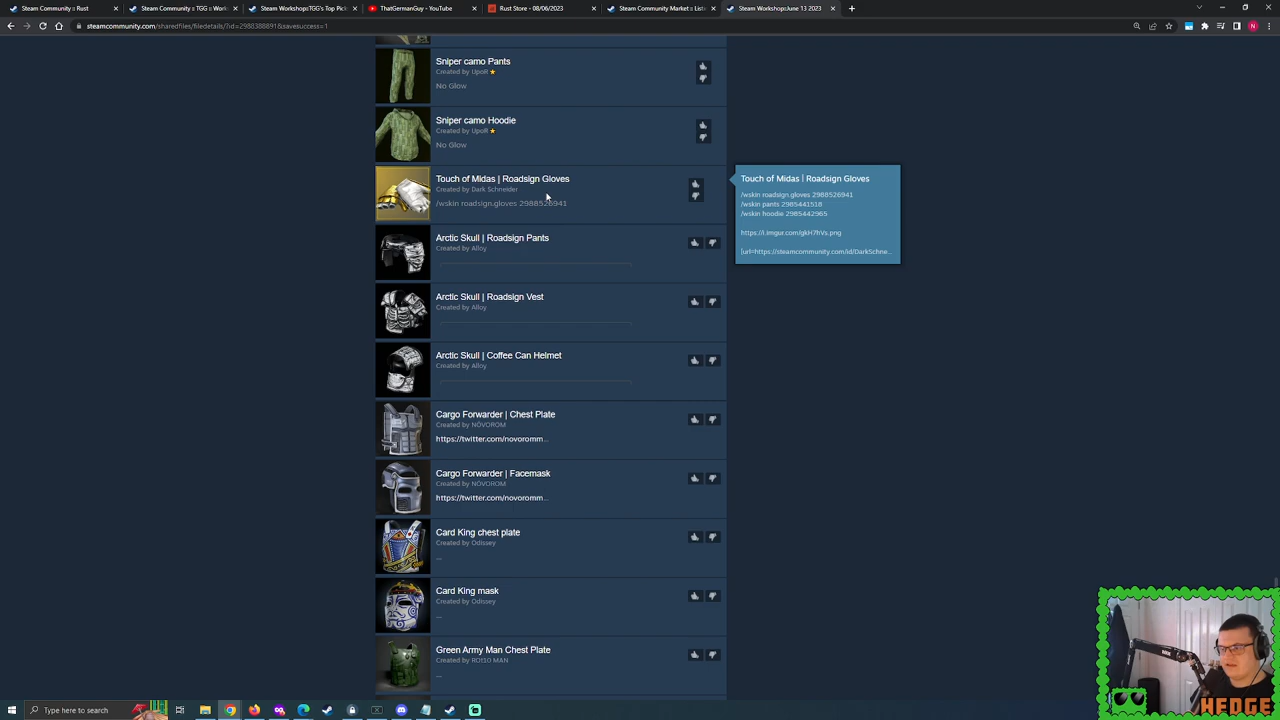 Steam Community :: Rust
Steam Community :: TGG :: Work
Steam Workshop::TGG's Top Pick
ThatGermanGuy - YouTube
Rust Store - 08/06/2023
Steam Community Market :: Listi
Steam Workshop::June 13 2023
steamcommunity.com/sharedfiles/filedetails/?id=2988388891&savesuccess=1
Sniper camo Pants
Created by UpoR
No Glow
Sniper camo Hoodie
Created by UpoR
No Glow
Touch of Midas | Roadsign Gloves
Created by Dark Schneider
/wskin roadsign.gloves 2988526941
Touch of Midas | Roadsign Gloves
/wskin roadsign.gloves 2988526941
/wskin pants 2985441518
/wskin hoodie 2985442965
https://i.imgur.com/gkH7hVs.png
[url=https://steamcommunity.com/id/DarkSchne...
Arctic Skull | Roadsign Pants
Created by Alloy
Arctic Skull | Roadsign Vest
Created by Alloy
Arctic Skull | Coffee Can Helmet
Created by Alloy
Cargo Forwarder | Chest Plate
Created by NÓVOROM
https://twitter.com/novoromm...
Cargo Forwarder | Facemask
Created by NÓVOROM
https://twitter.com/novoromm...
Card King chest plate
Created by Odissey
...
Card King mask
Created by Odissey
...
Green Army Man Chest Plate
Created by ROt10 MAN
...
Type here to search
HEDGE